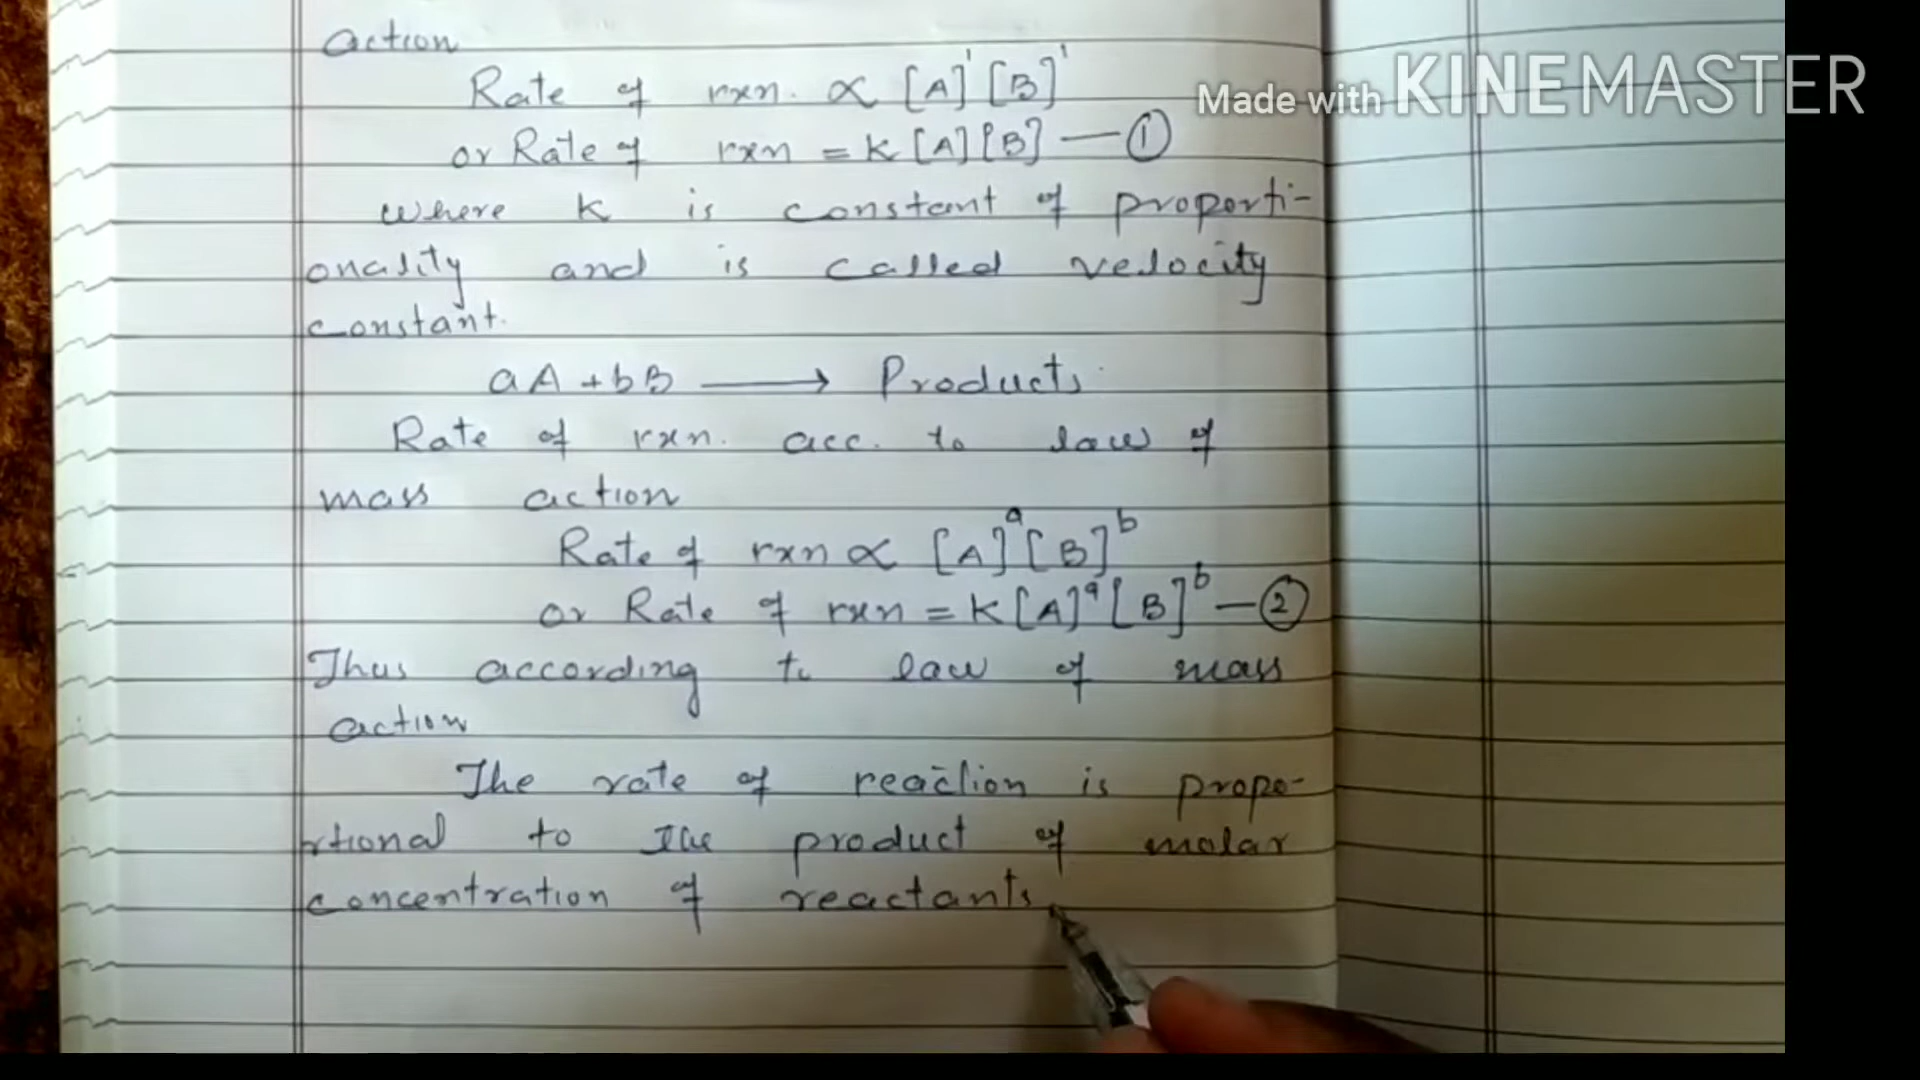 action
Rate of rxn. ∝ [A]¹ [B]¹
or Rate of rxn = K [A] [B] — ①
where K is constant of proporti-
onality and is called velocity
constant.
aA + bB ⟶ Products
Rate of rxn. acc. to law of
mass action
Rate of rxn ∝ [A]ᵃ [B]ᵇ
or Rate of rxn = K [A]ᵃ [B]ᵇ — ②
Thus according to law of mass
action
The rate of reaction is propo-
rtional to the product of molar
concentration of reactants.
Made with KINEMASTER